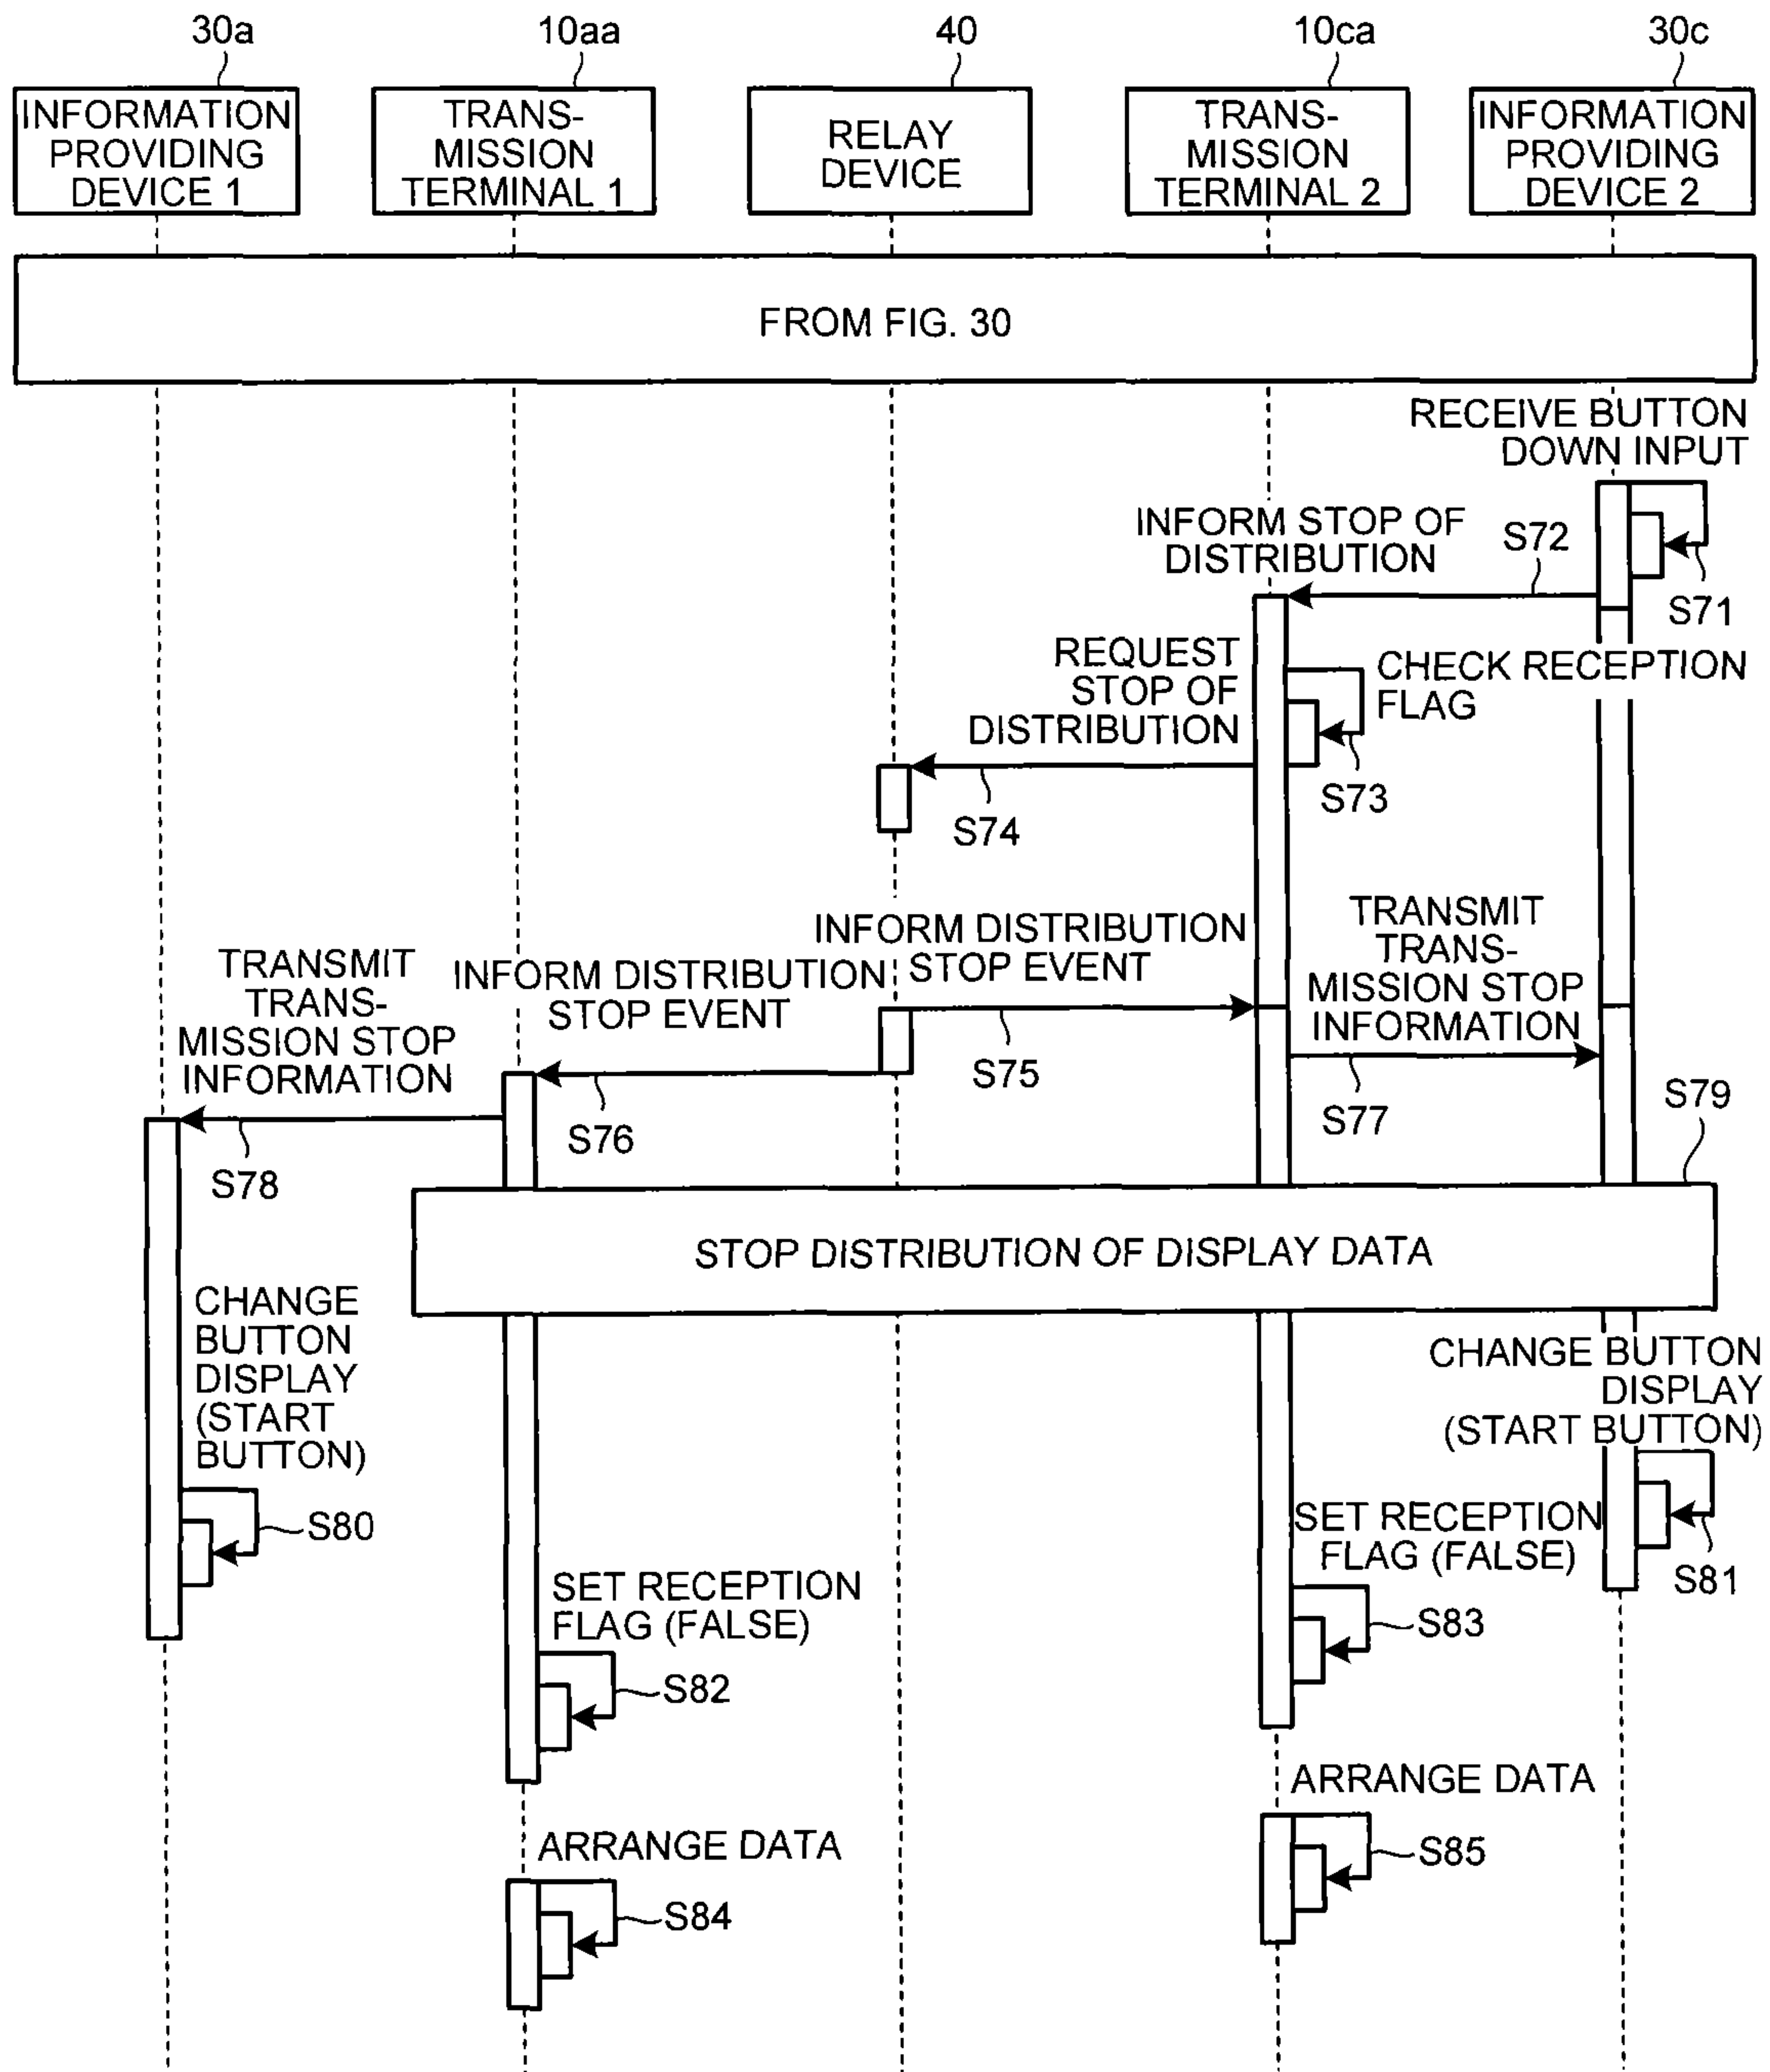 30a
10aa
40
10ca
30c
INFORMATION
PROVIDING
DEVICE 1
TRANS-
MISSION
TERMINAL 1
RELAY
DEVICE
TRANS-
MISSION
TERMINAL 2
INFORMATION
PROVIDING
DEVICE 2
FROM FIG. 30
RECEIVE BUTTON
DOWN INPUT
S71
INFORM STOP OF
DISTRIBUTION
S72
CHECK RECEPTION
FLAG
S73
REQUEST
STOP OF
DISTRIBUTION
S74
INFORM DISTRIBUTION
STOP EVENT
S75
INFORM DISTRIBUTION
STOP EVENT
S76
TRANSMIT
TRANS-
MISSION STOP
INFORMATION
S77
TRANSMIT
TRANS-
MISSION STOP
INFORMATION
S78
S79
STOP DISTRIBUTION OF DISPLAY DATA
CHANGE
BUTTON
DISPLAY
(START
BUTTON)
S80
CHANGE BUTTON
DISPLAY
(START BUTTON)
S81
SET RECEPTION
FLAG (FALSE)
S82
SET RECEPTION
FLAG (FALSE)
S83
ARRANGE DATA
S84
ARRANGE DATA
S85